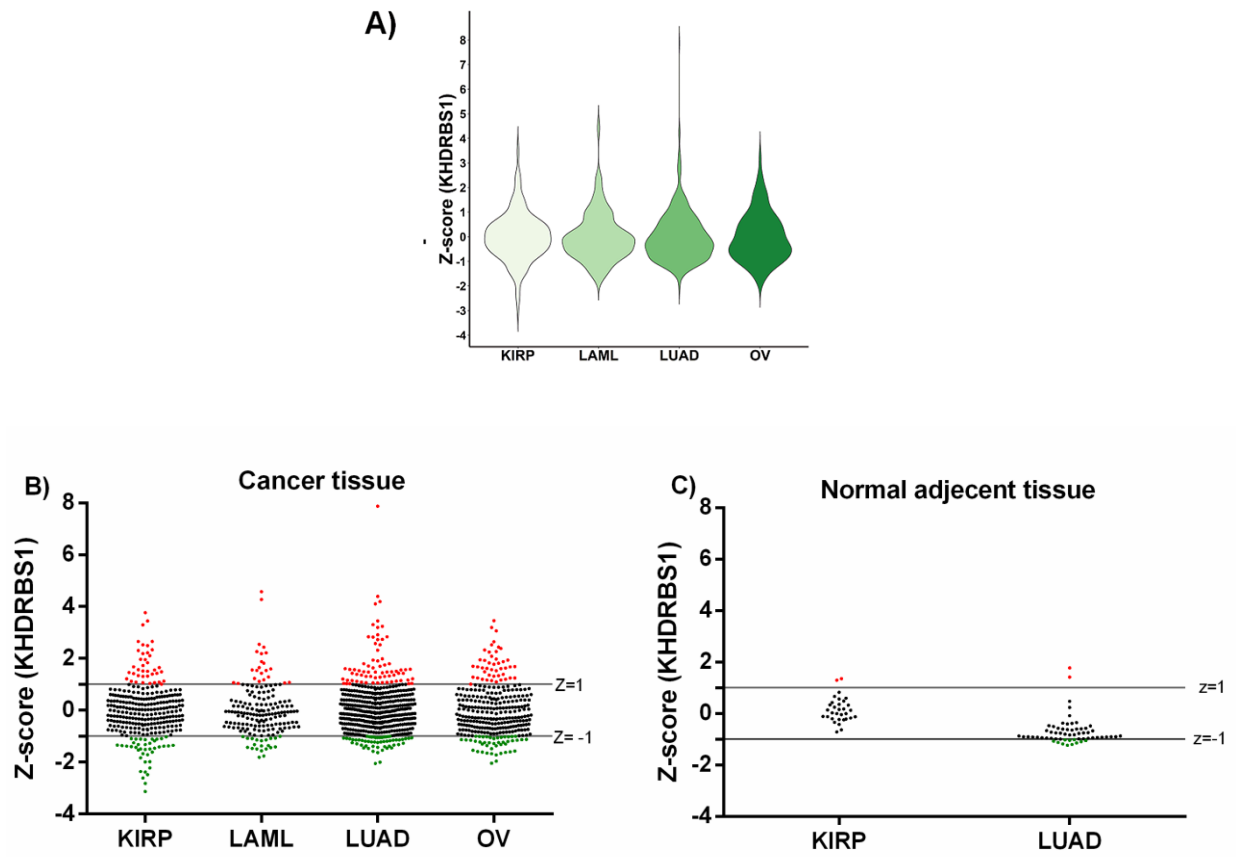 A)
Z-score (KHDRBS1)
8
7
6
5
4
3
2
1
0
-1
-2
-3
-4
KIRP LAML LUAD OV
B)
Cancer tissue
Z-score (KHDRBS1)
8
6
4
2
0
-2
-4
Z=1
Z= -1
KIRP LAML LUAD OV
C)
Normal adjecent tissue
Z-score (KHDRBS1)
8
6
4
2
0
-2
-4
z=1
z=-1
KIRP LUAD